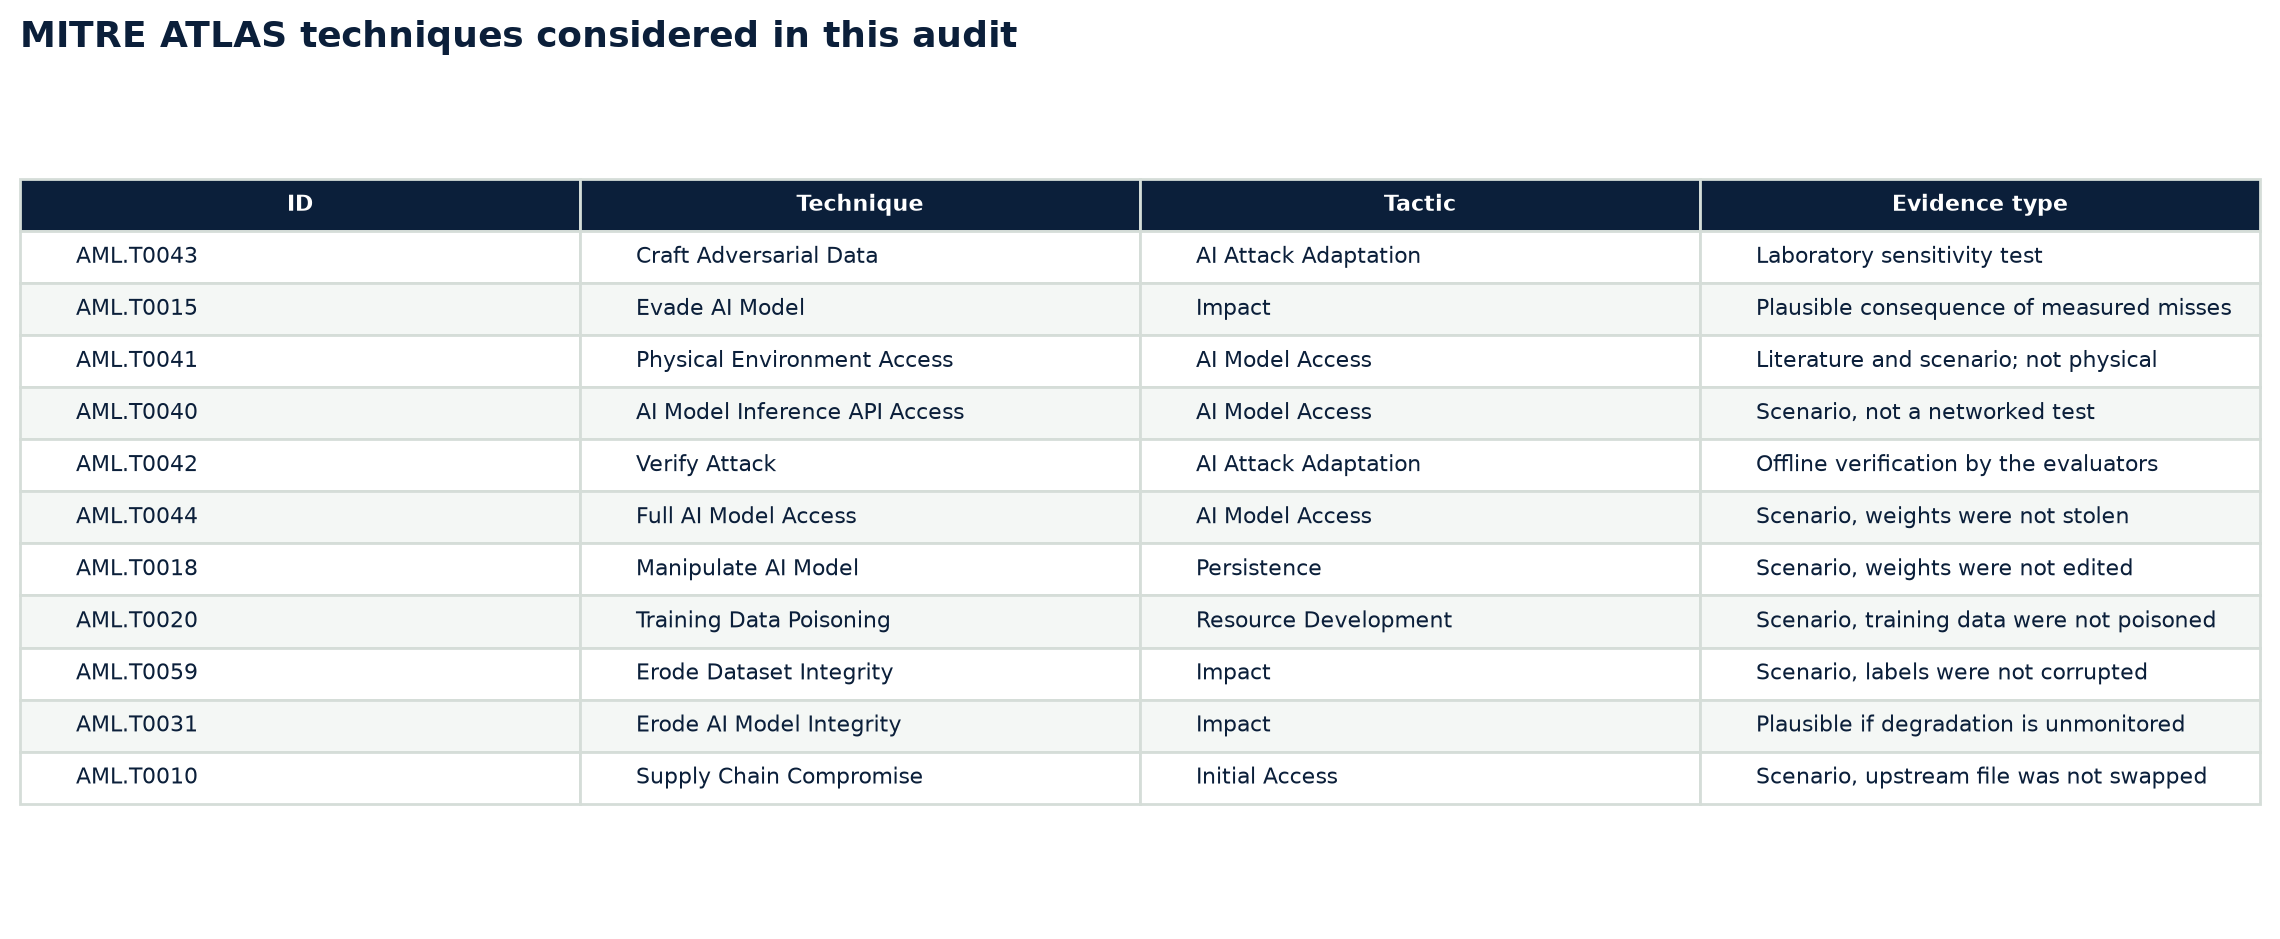 MITRE ATLAS techniques considered in this audit
ID Technique Tactic Evidence type
AML.T0043 Craft Adversarial Data AI Attack Adaptation Laboratory sensitivity test
AML.T0015 Evade AI Model Impact Plausible consequence of measured misses
AML.T0041 Physical Environment Access AI Model Access Literature and scenario; not physical
AML.T0040 AI Model Inference API Access AI Model Access Scenario, not a networked test
AML.T0042 Verify Attack AI Attack Adaptation Offline verification by the evaluators
AML.T0044 Full AI Model Access AI Model Access Scenario, weights were not stolen
AML.T0018 Manipulate AI Model Persistence Scenario, weights were not edited
AML.T0020 Training Data Poisoning Resource Development Scenario, training data were not poisoned
AML.T0059 Erode Dataset Integrity Impact Scenario, labels were not corrupted
AML.T0031 Erode AI Model Integrity Impact Plausible if degradation is unmonitored
AML.T0010 Supply Chain Compromise Initial Access Scenario, upstream file was not swapped